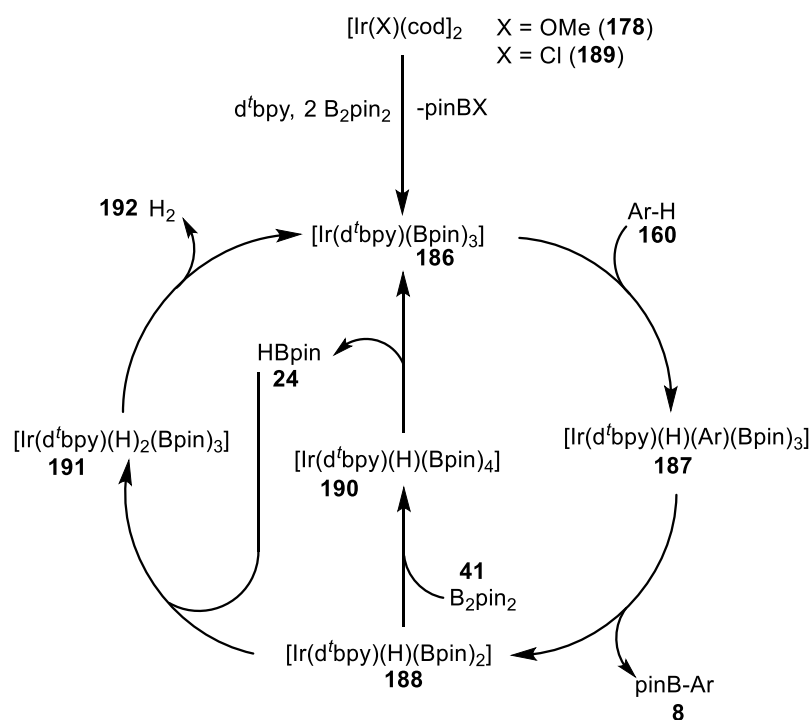 [Ir(X)(cod]₂ X = OMe (178)
X = Cl (189)
dᵗbpy, 2 B₂pin₂ -pinBX
192 H₂
[Ir(dᵗbpy)(Bpin)₃]
186
Ar-H
160
HBpin
24
[Ir(dᵗbpy)(H)₂(Bpin)₃]
191
[Ir(dᵗbpy)(H)(Bpin)₄]
190
[Ir(dᵗbpy)(H)(Ar)(Bpin)₃]
187
41
B₂pin₂
[Ir(dᵗbpy)(H)(Bpin)₂]
188
pinB-Ar
8